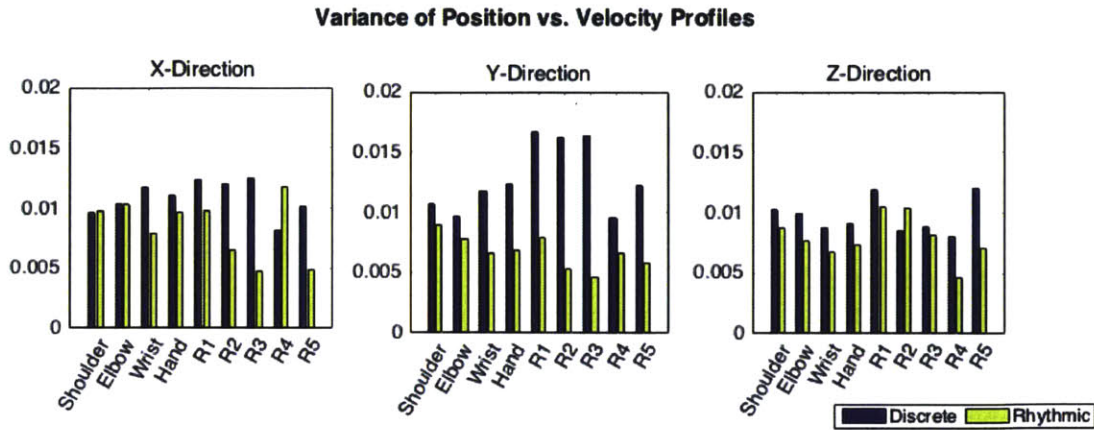 Variance of Position vs. Velocity Profiles
X-Direction
0.02
0.015
0.01
0.005
0
Shoulder
Elbow
Wrist
Hand
R1
R2
R3
R4
R5
Y-Direction
0.02
0.015
0.01
0.005
0
Shoulder
Elbow
Wrist
Hand
R1
R2
R3
R4
R5
Z-Direction
0.02
0.015
0.01
0.005
0
Shoulder
Elbow
Wrist
Hand
R1
R2
R3
R4
R5
Discrete Rhythmic